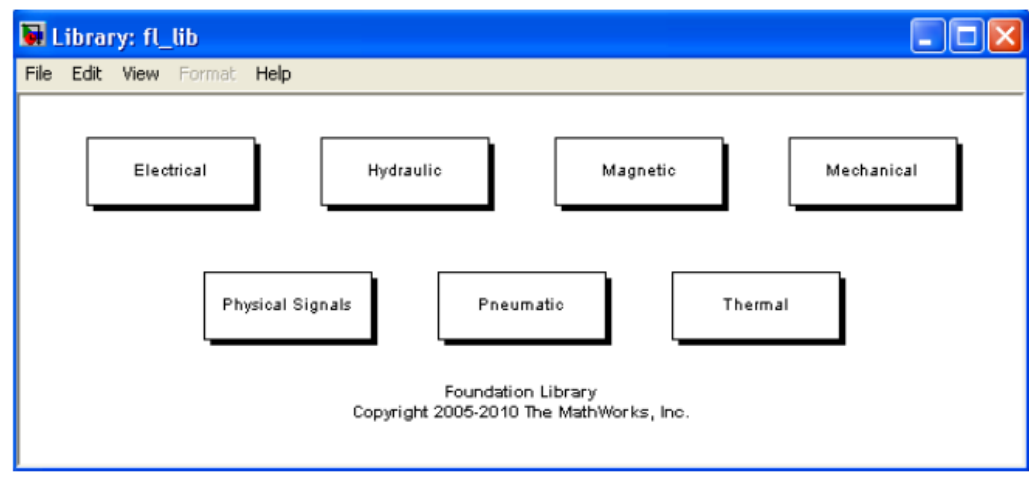 Library: fl_lib
File Edit View Format Help
Electrical Hydraulic Magnetic Mechanical
Physical Signals Pneumatic Thermal
Foundation Library
Copyright 2005-2010 The MathWorks, Inc.